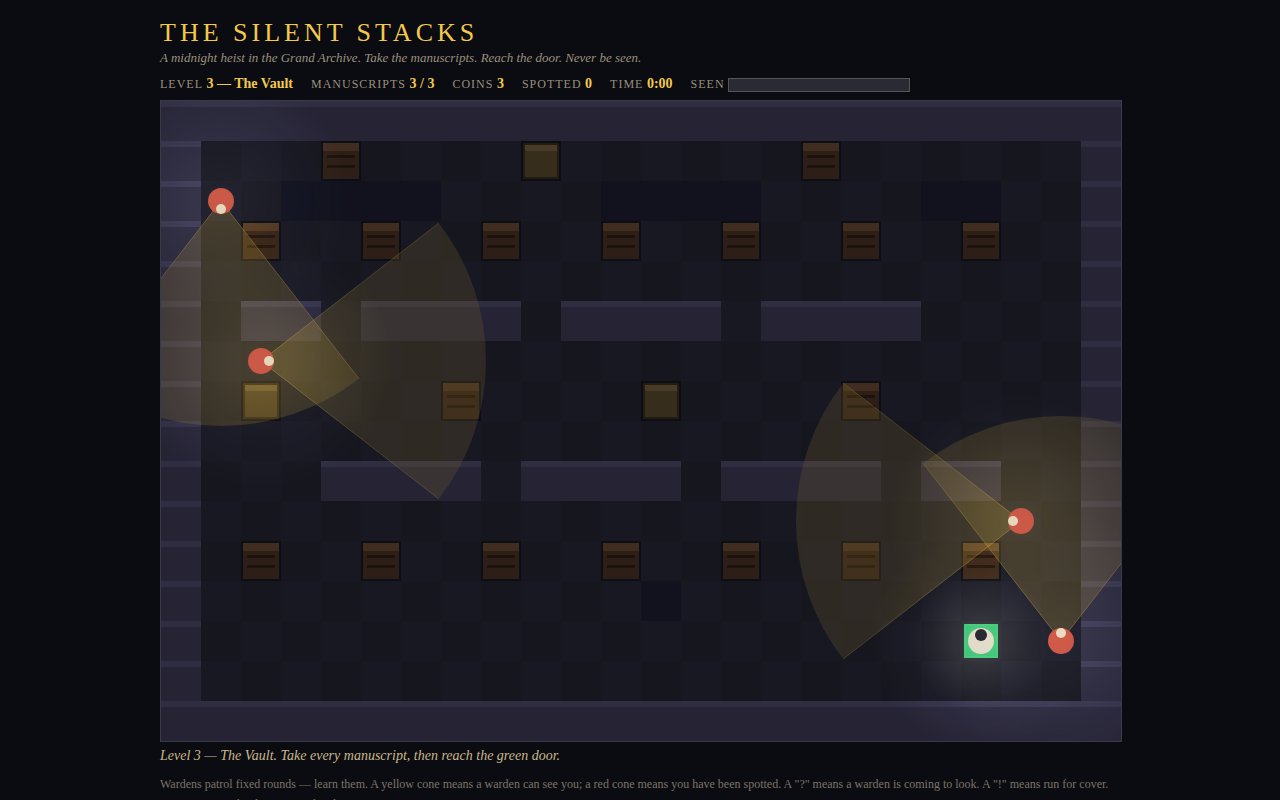 THE SILENT STACKS
A midnight heist in the Grand Archive. Take the manuscripts. Reach the door. Never be seen.
LEVEL 3 — The Vault MANUSCRIPTS 3 / 3 COINS 3 SPOTTED 0 TIME 0:00 SEEN
Level 3 — The Vault. Take every manuscript, then reach the green door.
Wardens patrol fixed rounds — learn them. A yellow cone means a warden can see you; a red cone means you have been spotted. A "?" means a warden is coming to look. A "!" means run for cover.